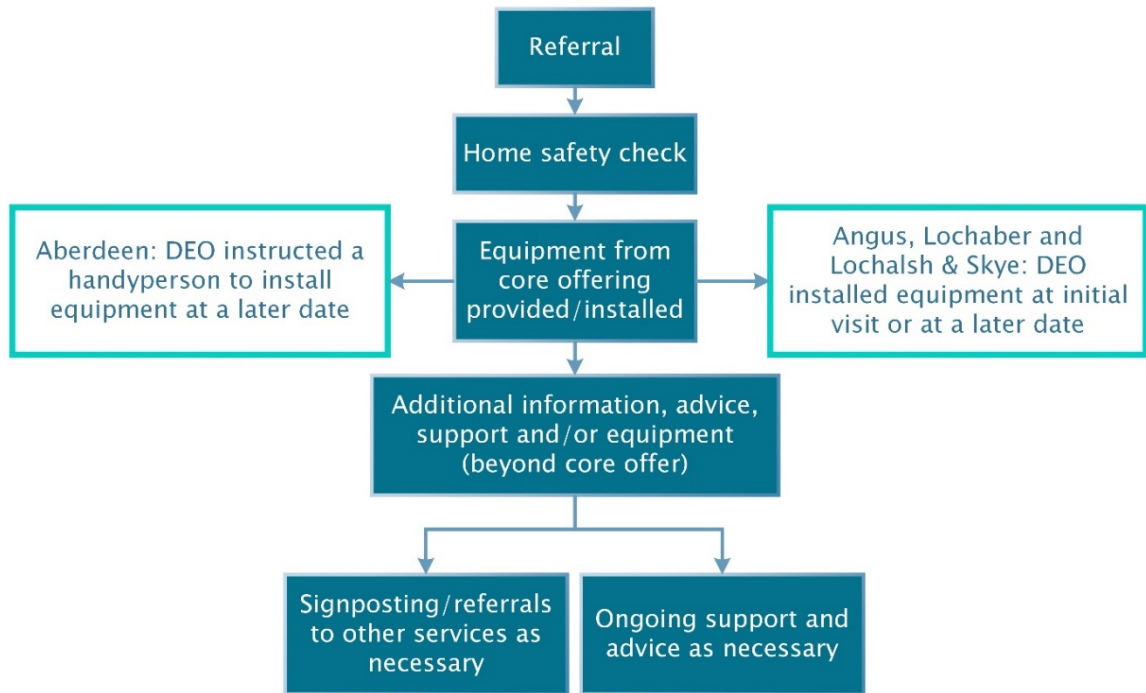 Referral
Home safety check
Aberdeen: DEO instructed a
handyperson to install
equipment at a later date
Equipment from
core offering
provided/installed
Angus, Lochaber and
Lochalsh & Skye: DEO
installed equipment at initial
visit or at a later date
Additional information, advice,
support and/or equipment
(beyond core offer)
Signposting/referrals
to other services as
necessary
Ongoing support and
advice as necessary